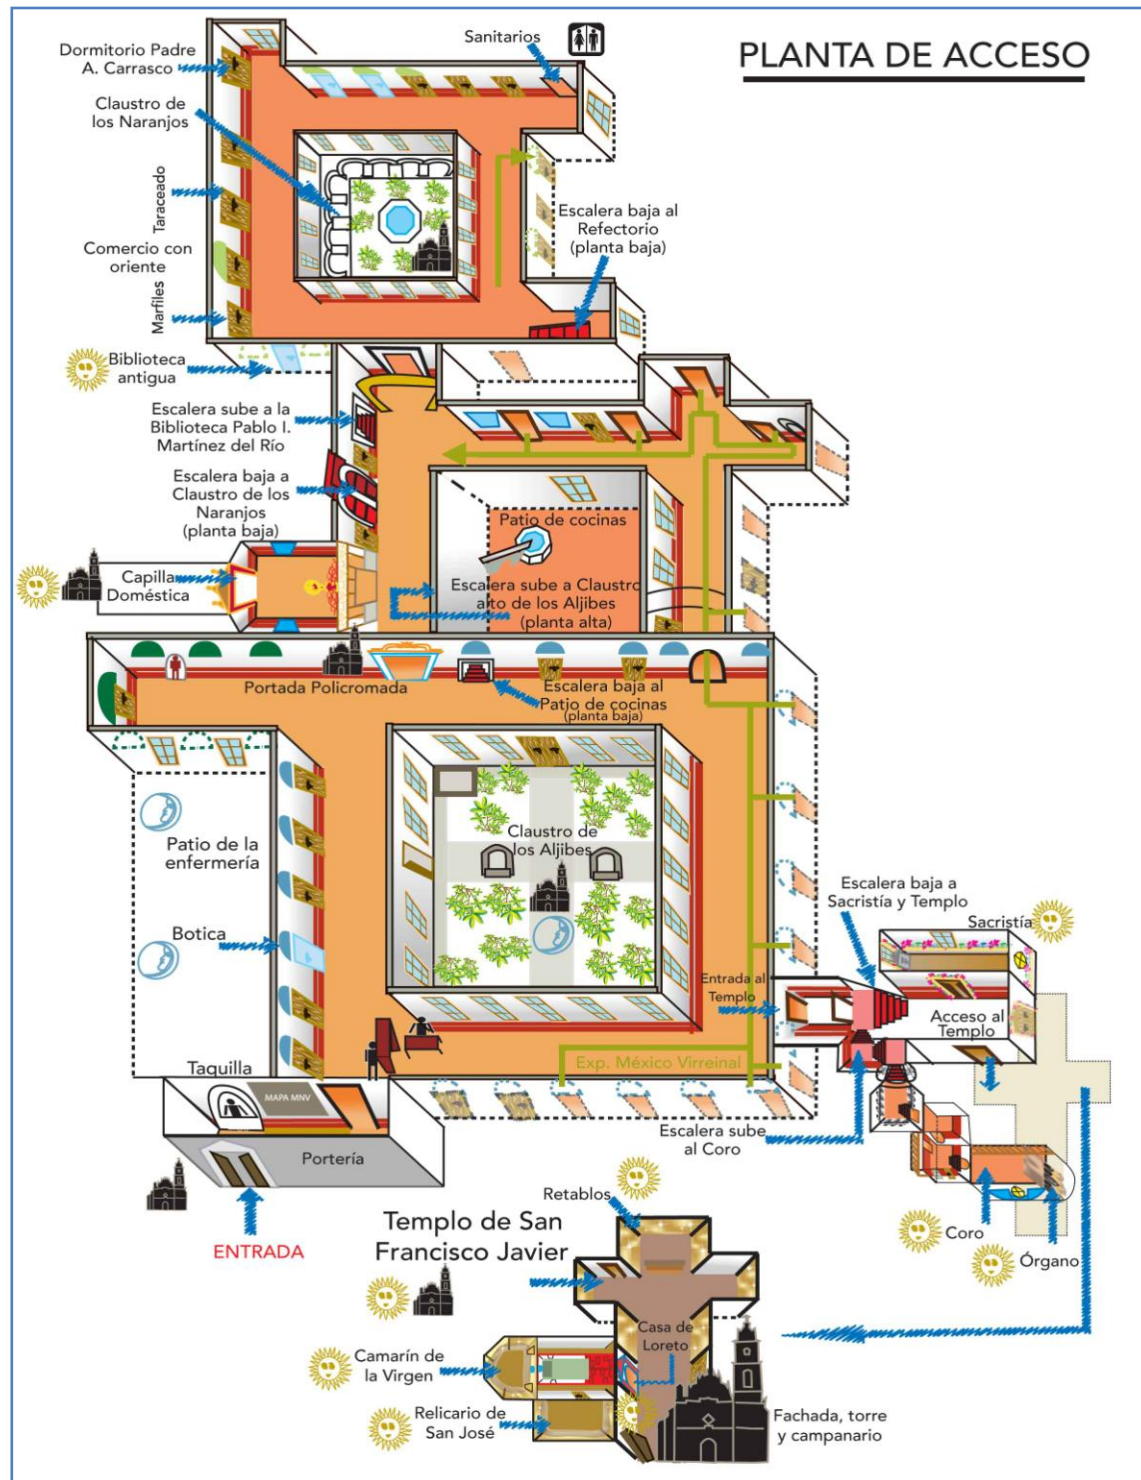 PLANTA DE ACCESO
Sanitarios
Dormitorio Padre
A. Carrasco
Claustro de
los Naranjos
Taraceado
Escalera baja al
Refectorio
(planta baja)
Comercio con
oriente
Marfiles
Biblioteca
antigua
Escalera sube a la
Biblioteca Pablo I.
Martínez del Río
Escalera baja a
Claustro de los
Naranjos
(planta baja)
Patio de cocinas
Capilla
Doméstica
Escalera sube a Claustro
alto de los Aljibes
(planta alta)
Portada Policromada
Escalera baja al
Patio de cocinas
(planta baja)
Patio de la
enfermería
Claustro de
los Aljibes
Botica
Escalera baja a
Sacristía y Templo
Sacristía
Entrada al
Templo
Acceso al
Templo
Exp. México Virreinal
Taquilla
MAPA MNV
Portería
ENTRADA
Escalera sube
al Coro
Coro
Órgano
Retablos
Templo de San
Francisco Javier
Casa de
Loreto
Camarín de
la Virgen
Relicario de
San José
Fachada, torre
y campanario